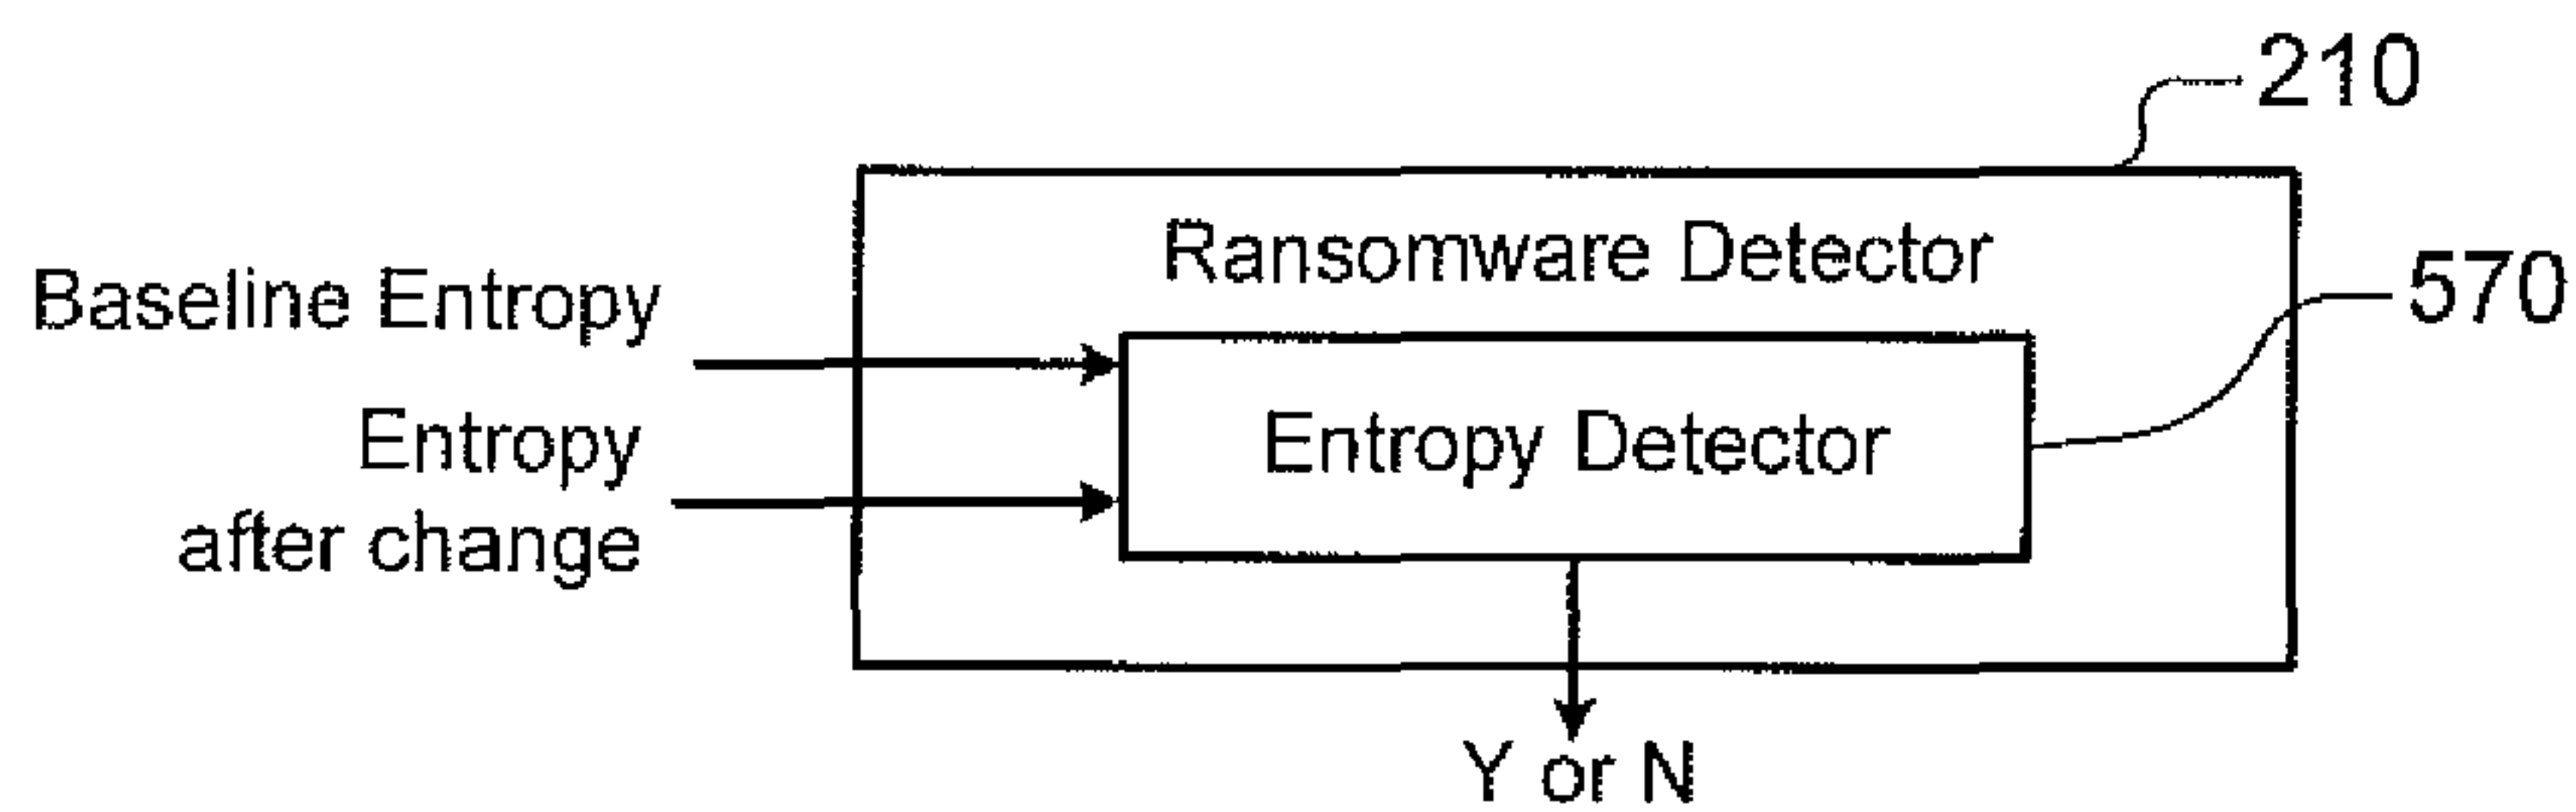 210
Ransomware Detector
570
Baseline Entropy
Entropy
after change
Entropy Detector
Y or N